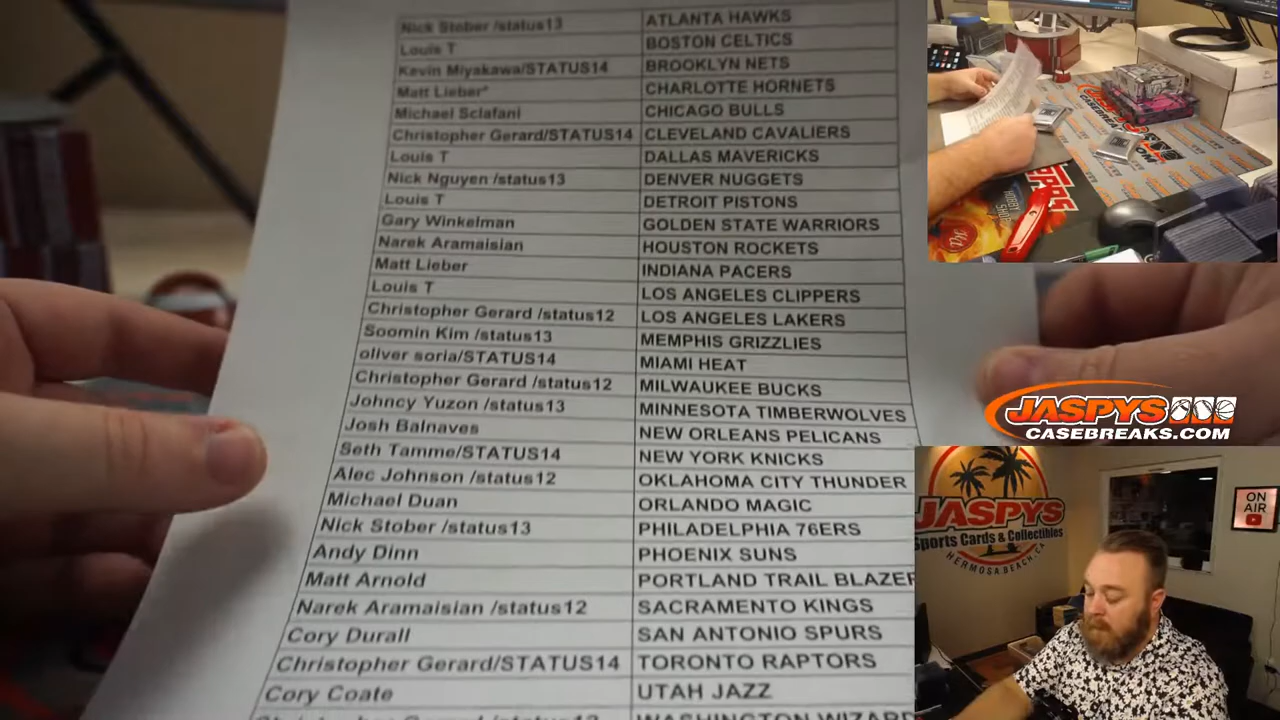 Nick Stober /status13 ATLANTA HAWKS
Louis T BOSTON CELTICS
Kevin Miyakawa/STATUS14 BROOKLYN NETS
Matt Lieber* CHARLOTTE HORNETS
Michael Sclafani CHICAGO BULLS
Christopher Gerard/STATUS14 CLEVELAND CAVALIERS
Louis T DALLAS MAVERICKS
Nick Nguyen /status13 DENVER NUGGETS
Louis T DETROIT PISTONS
Gary Winkelman GOLDEN STATE WARRIORS
Narek Aramaisian HOUSTON ROCKETS
Matt Lieber INDIANA PACERS
Louis T LOS ANGELES CLIPPERS
Christopher Gerard /status12 LOS ANGELES LAKERS
Soomin Kim /status13 MEMPHIS GRIZZLIES
oliver soria/STATUS14 MIAMI HEAT
Christopher Gerard /status12 MILWAUKEE BUCKS
Johncy Yuzon /status13 MINNESOTA TIMBERWOLVES
Josh Balnaves NEW ORLEANS PELICANS
Seth Tamme/STATUS14 NEW YORK KNICKS
Alec Johnson /status12 OKLAHOMA CITY THUNDER
Michael Duan ORLANDO MAGIC
Nick Stober /status13 PHILADELPHIA 76ERS
Andy Dinn PHOENIX SUNS
Matt Arnold PORTLAND TRAIL BLAZER
Narek Aramaisian /status12 SACRAMENTO KINGS
Cory Durall SAN ANTONIO SPURS
Christopher Gerard/STATUS14 TORONTO RAPTORS
Cory Coate UTAH JAZZ
WASHINGTON WIZARD
TOPPS
HOBBY
SHOP
JASPYS
CASEBREAKS.COM
JASPYS
Sports Cards & Collectibles
HERMOSA BEACH, CA
ON
AIR